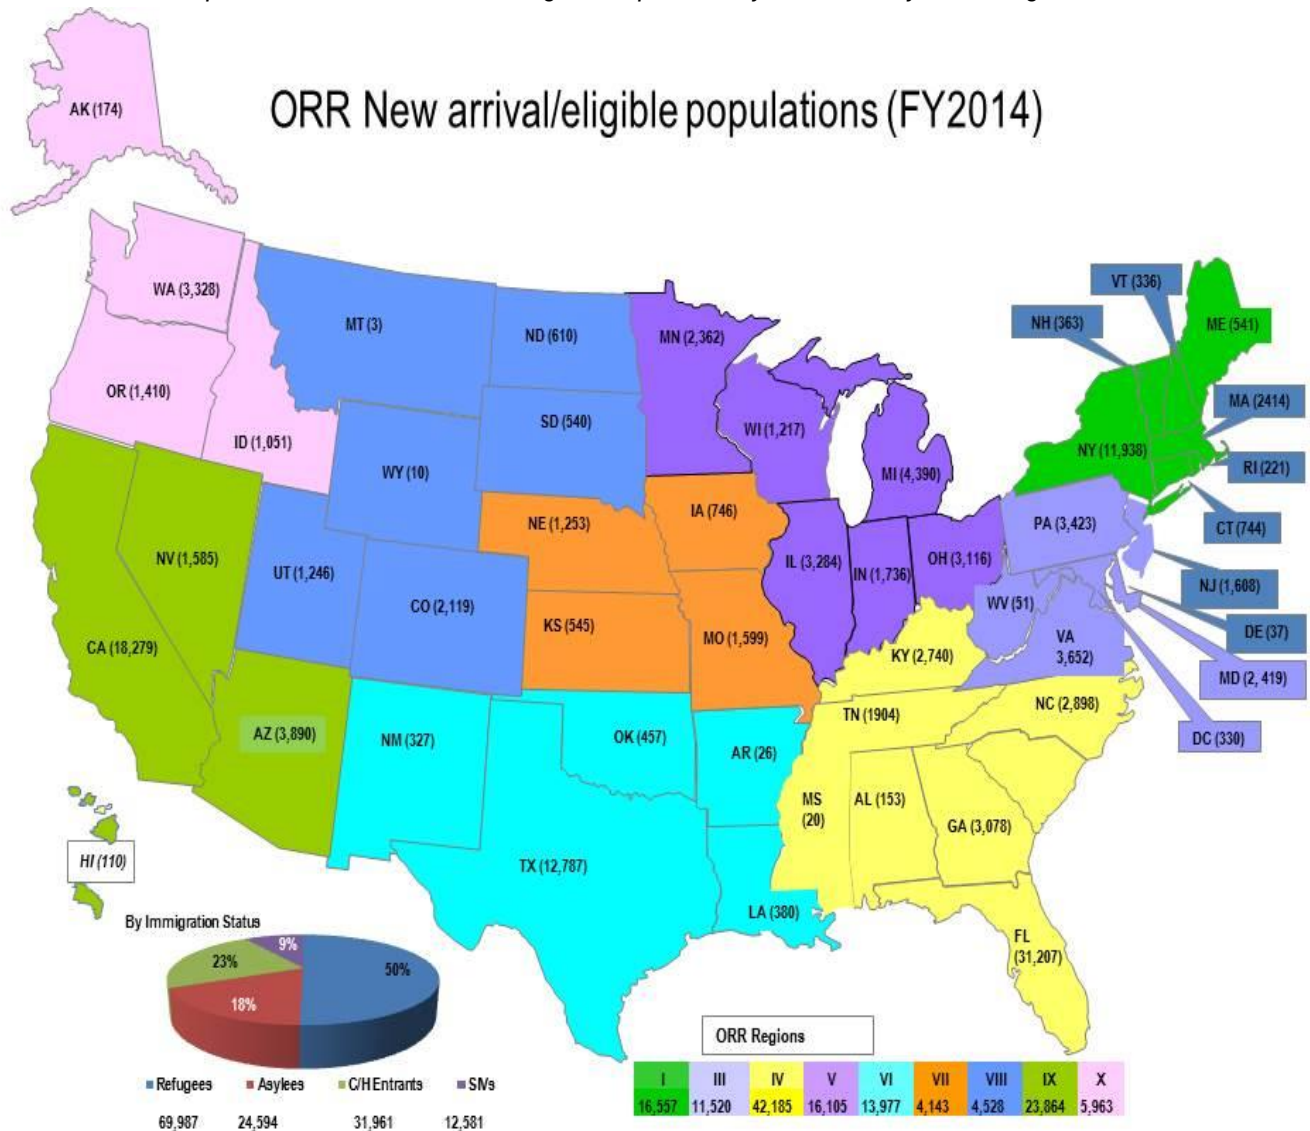 ORR New arrival/eligible populations (FY2014)
AK (174)
WA (3,328)
OR (1,410)
ID (1,051)
MT (3)
ND (610)
SD (540)
WY (10)
MN (2,362)
WI (1,217)
MI (4,390)
VT (336)
NH (363)
ME (541)
MA (2414)
NY (11,938)
RI (221)
CT (744)
NJ (1,608)
DE (37)
MD (2, 419)
DC (330)
PA (3,423)
WV (51)
VA
3,652)
OH (3,116)
IN (1,736)
IL (3,284)
IA (746)
NE (1,253)
KS (545)
MO (1,599)
NV (1,585)
UT (1,246)
CO (2,119)
CA (18,279)
AZ (3,890)
NM (327)
OK (457)
AR (26)
TX (12,787)
LA (380)
KY (2,740)
TN (1904)
NC (2,898)
MS
(20)
AL (153)
GA (3,078)
FL
(31,207)
HI (110)
By Immigration Status
9%
23%
50%
18%
Refugees Asylees C/H Entrants SIVs
69,987 24,594 31,961 12,581
ORR Regions
I III IV V VI VII VIII IX X
16,557 11,520 42,185 16,105 13,977 4,143 4,528 23,864 5,963